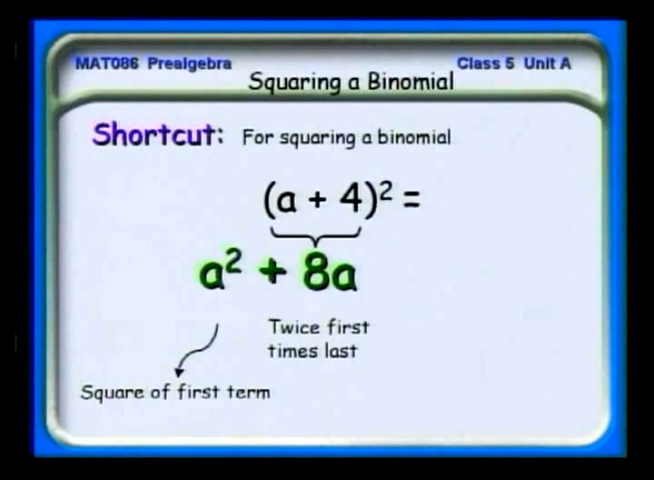 MAT086 Prealgebra
Class 5 Unit A
Squaring a Binomial
Shortcut: For squaring a binomial
(a + 4)² =
a² + 8a
Twice first
times last
Square of first term